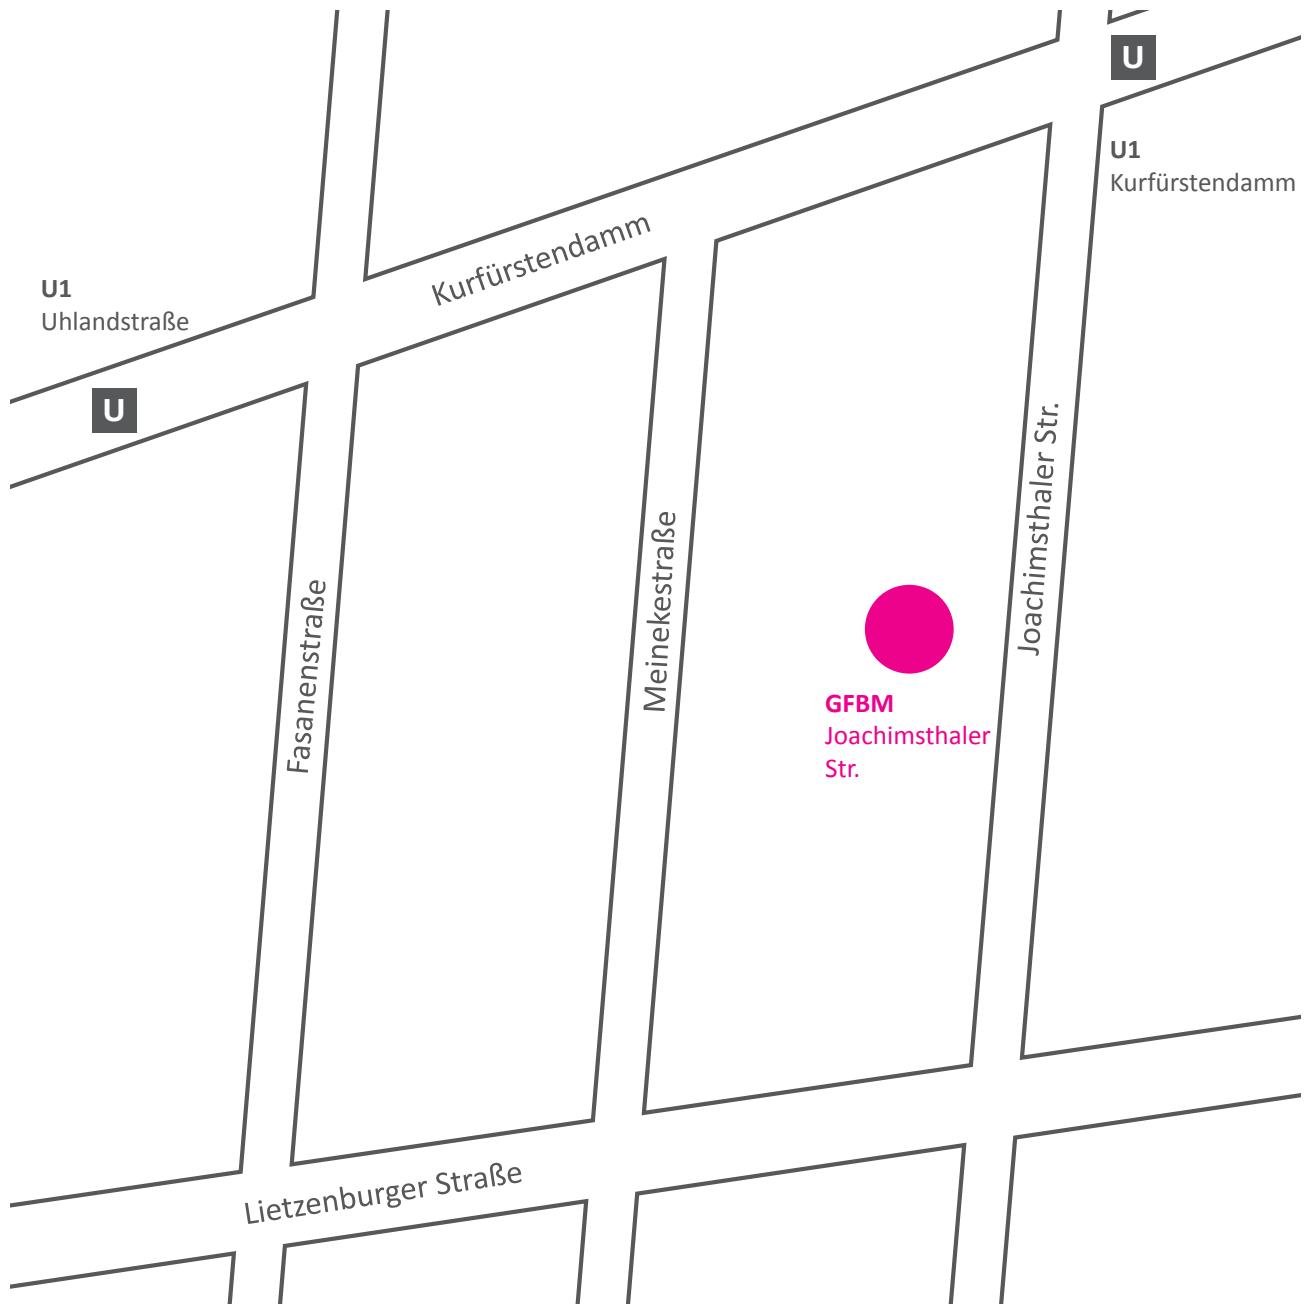 U
U1
Kurfürstendamm
Kurfürstendamm
U1
Uhlandstraße
U
Joachimsthaler Str.
Meinekestraße
Fasanenstraße
GFBM
Joachimsthaler
Str.
Lietzenburger Straße